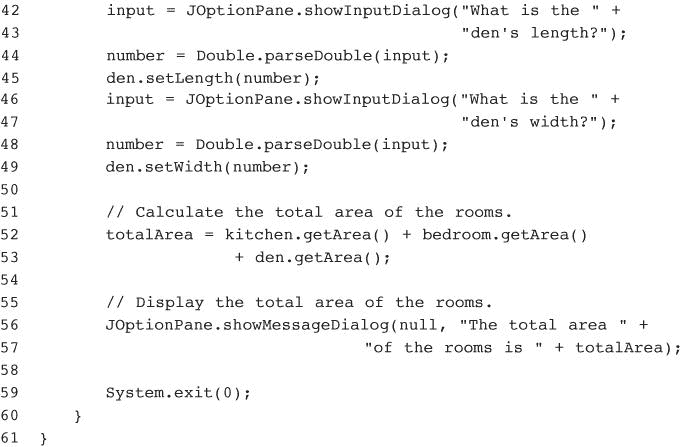 42         input = JOptionPane.showInputDialog("What is the " +
43                                             "den's length?");
44         number = Double.parseDouble(input);
45         den.setLength(number);
46         input = JOptionPane.showInputDialog("What is the " +
47                                             "den's width?");
48         number = Double.parseDouble(input);
49         den.setWidth(number);
50
51         // Calculate the total area of the rooms.
52         totalArea = kitchen.getArea() + bedroom.getArea()
53                     + den.getArea();
54
55         // Display the total area of the rooms.
56         JOptionPane.showMessageDialog(null, "The total area " +
57                                   "of the rooms is " + totalArea);
58
59         System.exit(0);
60     }
61 }